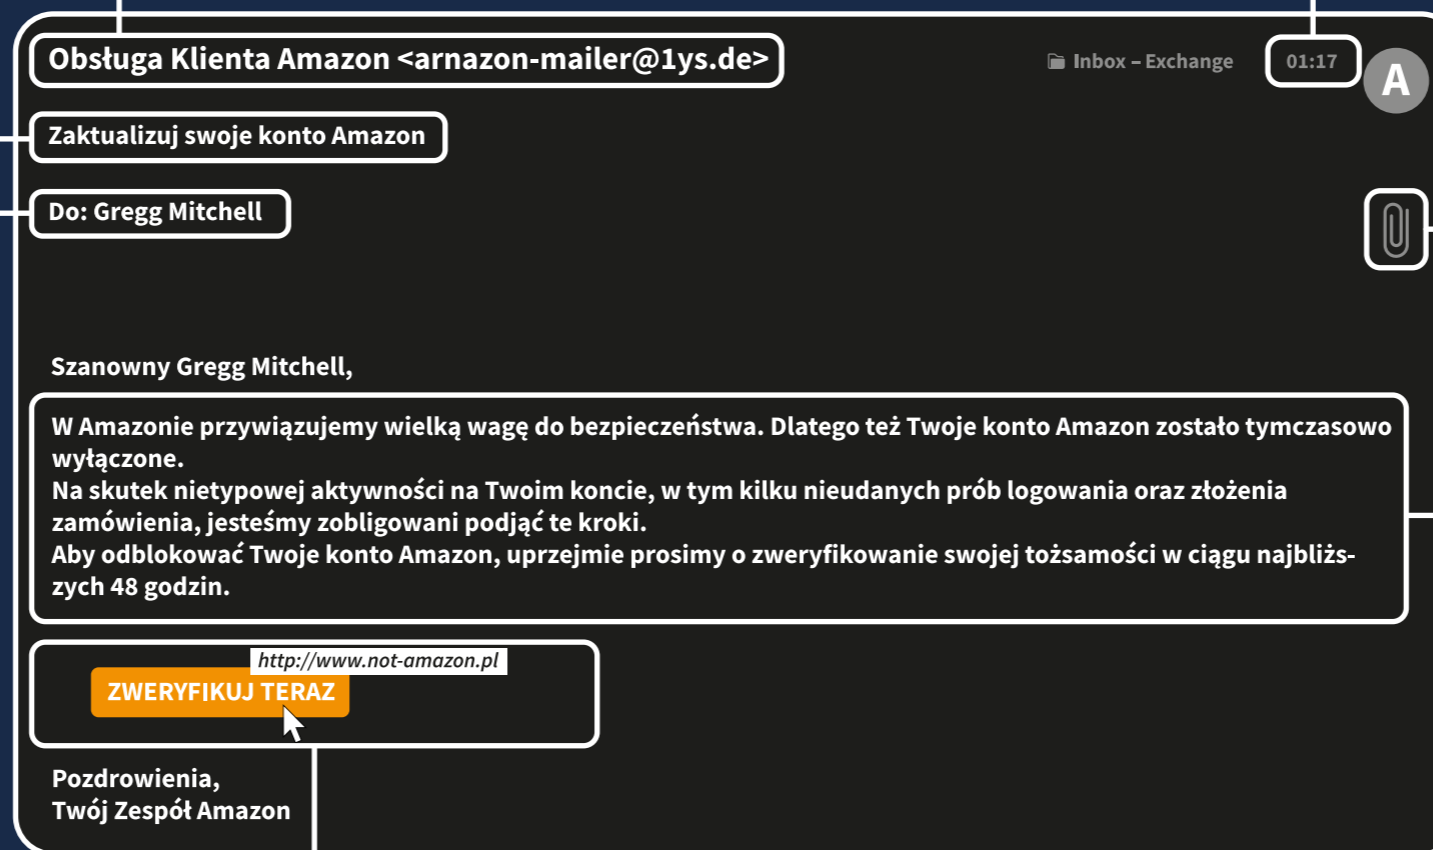 Obsługa Klienta Amazon <arnazon-mailer@1ys.de>
Inbox – Exchange
01:17
A
Zaktualizuj swoje konto Amazon
Do: Gregg Mitchell
Szanowny Gregg Mitchell,
W Amazonie przywiązujemy wielką wagę do bezpieczeństwa. Dlatego też Twoje konto Amazon zostało tymczasowo
wyłączone.
Na skutek nietypowej aktywności na Twoim koncie, w tym kilku nieudanych prób logowania oraz złożenia
zamówienia, jesteśmy zobligowani podjąć te kroki.
Aby odblokować Twoje konto Amazon, uprzejmie prosimy o zweryfikowanie swojej tożsamości w ciągu najbliżs-
zych 48 godzin.
http://www.not-amazon.pl
ZWERYFIKUJ TERAZ
Pozdrowienia,
Twój Zespół Amazon